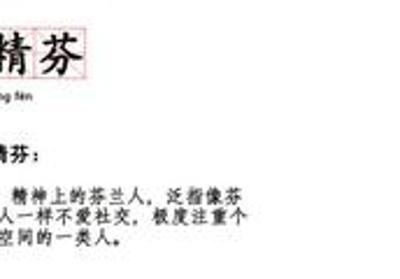 精芬
ng fēn
精芬：
精神上的芬兰人，泛指像芬
人一样不爱社交，极度注重个
空间的一类人。